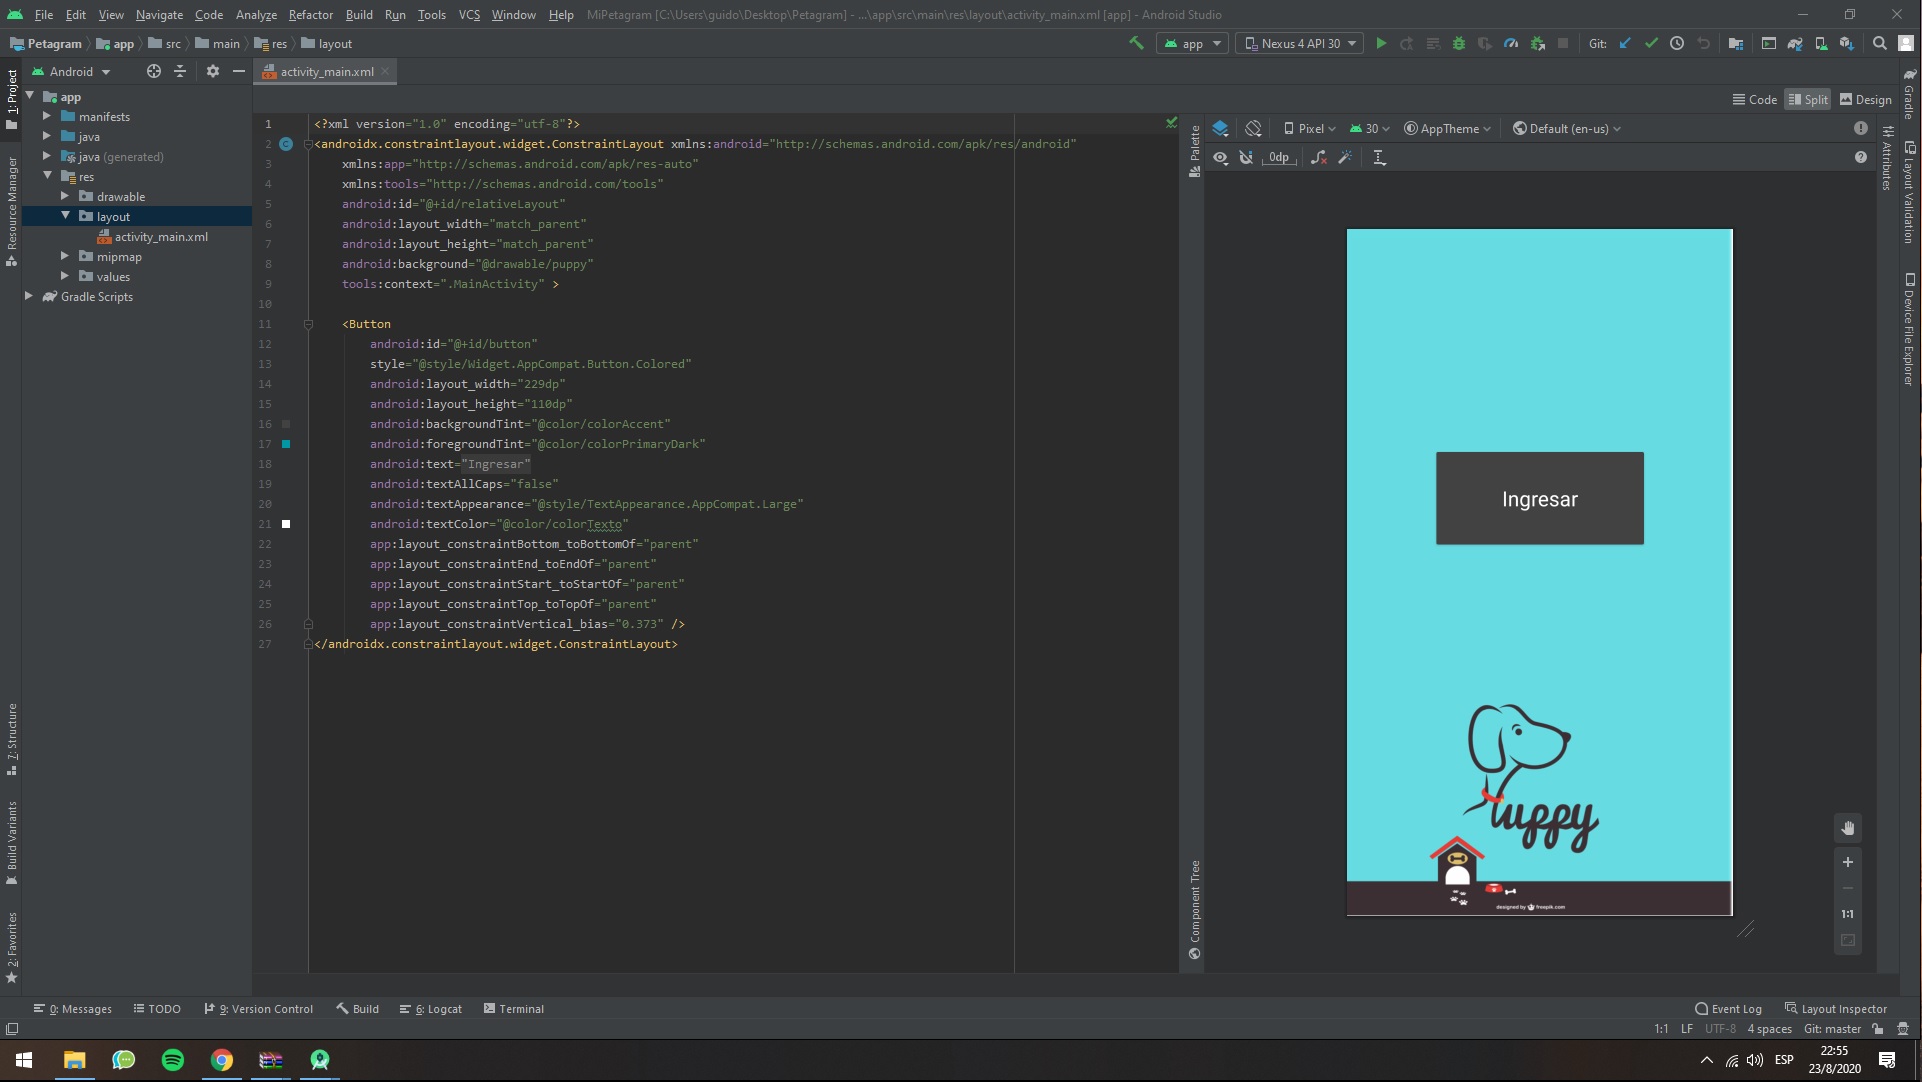 File Edit View Navigate Code Analyze Refactor Build Run Tools VCS Window Help MiPetagram [C:\Users\guido\Desktop\Petagram] - ...\app\src\main\res\layout\activity_main.xml [app] - Android Studio
Petagram app src main res layout
app Nexus 4 API 30 Git:
Android
activity_main.xml
Code Split Design
1: Project
Resource Manager
7: Structure
Build Variants
2: Favorites
app
manifests
java
java (generated)
res
drawable
layout
activity_main.xml
mipmap
values
Gradle Scripts
1 <?xml version="1.0" encoding="utf-8"?>
2 <androidx.constraintlayout.widget.ConstraintLayout xmlns:android="http://schemas.android.com/apk/res/android"
3 xmlns:app="http://schemas.android.com/apk/res-auto"
4 xmlns:tools="http://schemas.android.com/tools"
5 android:id="@+id/relativeLayout"
6 android:layout_width="match_parent"
7 android:layout_height="match_parent"
8 android:background="@drawable/puppy"
9 tools:context=".MainActivity" >
10
11 <Button
12 android:id="@+id/button"
13 style="@style/Widget.AppCompat.Button.Colored"
14 android:layout_width="229dp"
15 android:layout_height="110dp"
16 android:backgroundTint="@color/colorAccent"
17 android:foregroundTint="@color/colorPrimaryDark"
18 android:text="Ingresar"
19 android:textAllCaps="false"
20 android:textAppearance="@style/TextAppearance.AppCompat.Large"
21 android:textColor="@color/colorTexto"
22 app:layout_constraintBottom_toBottomOf="parent"
23 app:layout_constraintEnd_toEndOf="parent"
24 app:layout_constraintStart_toStartOf="parent"
25 app:layout_constraintTop_toTopOf="parent"
26 app:layout_constraintVertical_bias="0.373" />
27 </androidx.constraintlayout.widget.ConstraintLayout>
Palette
Component Tree
Pixel 30 AppTheme Default (en-us)
0dp
Ingresar
uppy
designed by freepik.com
1:1
Attributes
Gradle
Layout Validation
Device File Explorer
0: Messages TODO 9: Version Control Build 6: Logcat Terminal Event Log Layout Inspector
1:1 LF UTF-8 4 spaces Git: master
ESP
22:55
23/8/2020